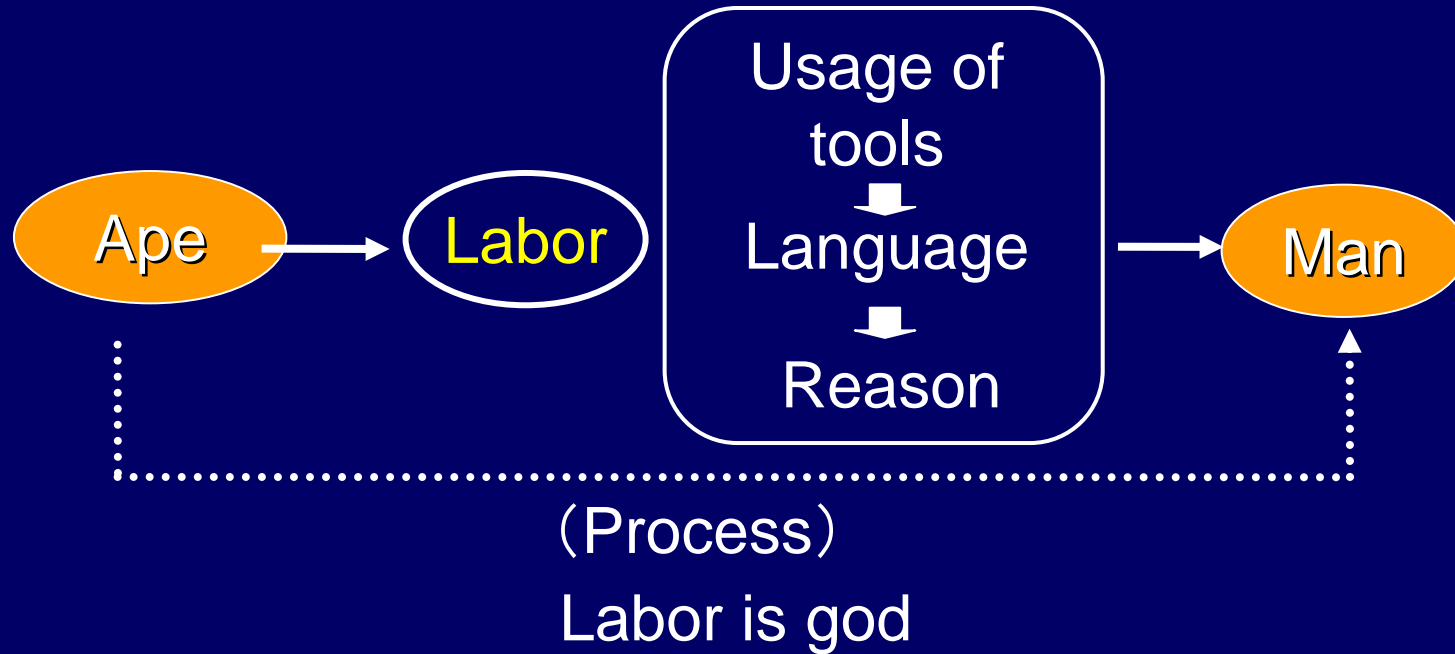 Ape
Labor
Usage of
tools
Language
Reason
Man
（Process）
Labor is god